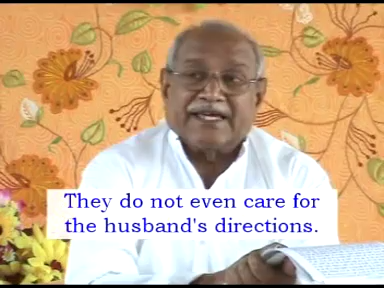 They do not even care for
the husband's directions.